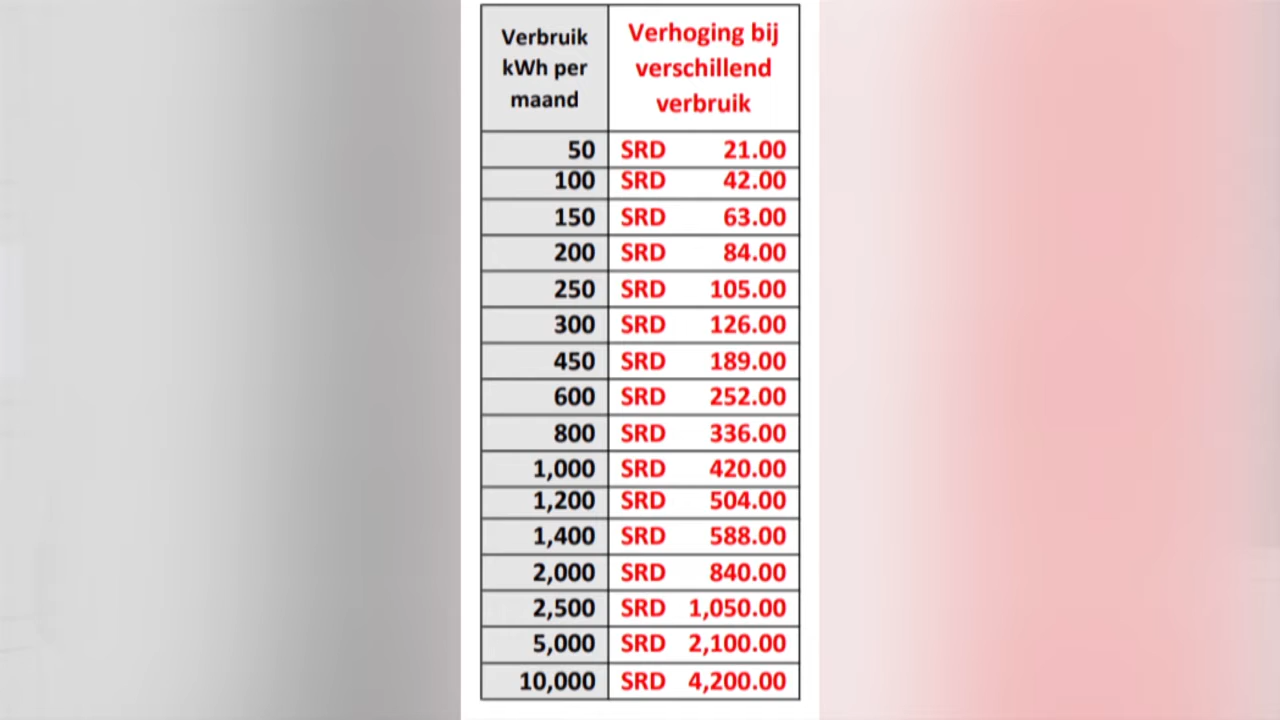 Verbruik
kWh per
maand
Verhoging bij
verschillend
verbruik
50 SRD 21.00
100 SRD 42.00
150 SRD 63.00
200 SRD 84.00
250 SRD 105.00
300 SRD 126.00
450 SRD 189.00
600 SRD 252.00
800 SRD 336.00
1,000 SRD 420.00
1,200 SRD 504.00
1,400 SRD 588.00
2,000 SRD 840.00
2,500 SRD 1,050.00
5,000 SRD 2,100.00
10,000 SRD 4,200.00